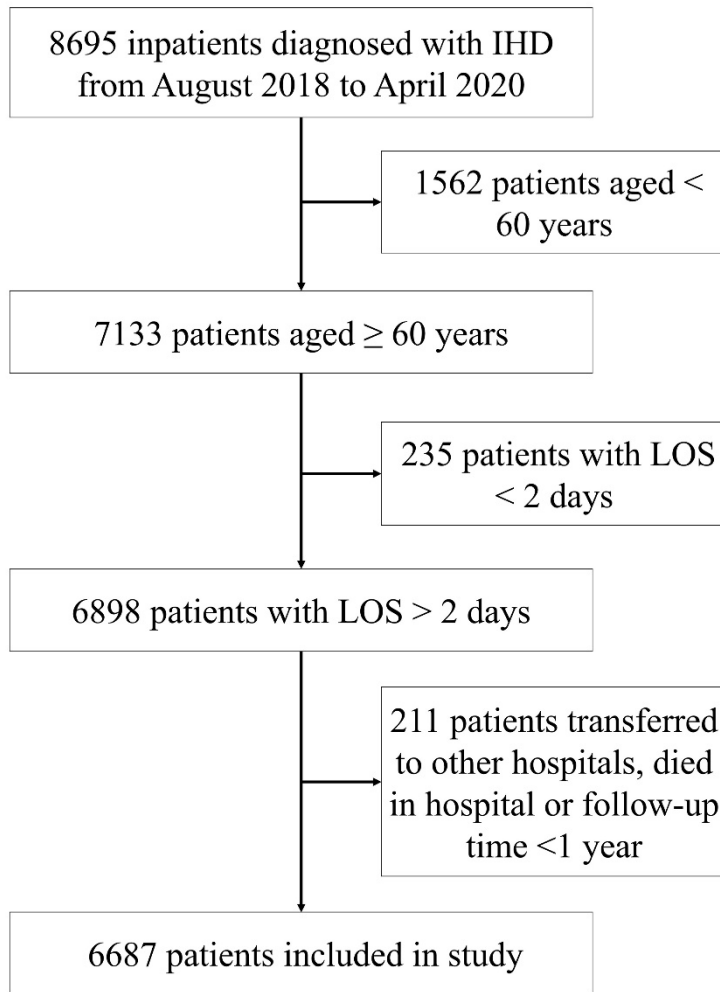 8695 inpatients diagnosed with IHD
from August 2018 to April 2020
1562 patients aged <
60 years
7133 patients aged ≥ 60 years
235 patients with LOS
< 2 days
6898 patients with LOS > 2 days
211 patients transferred
to other hospitals, died
in hospital or follow-up
time <1 year
6687 patients included in study